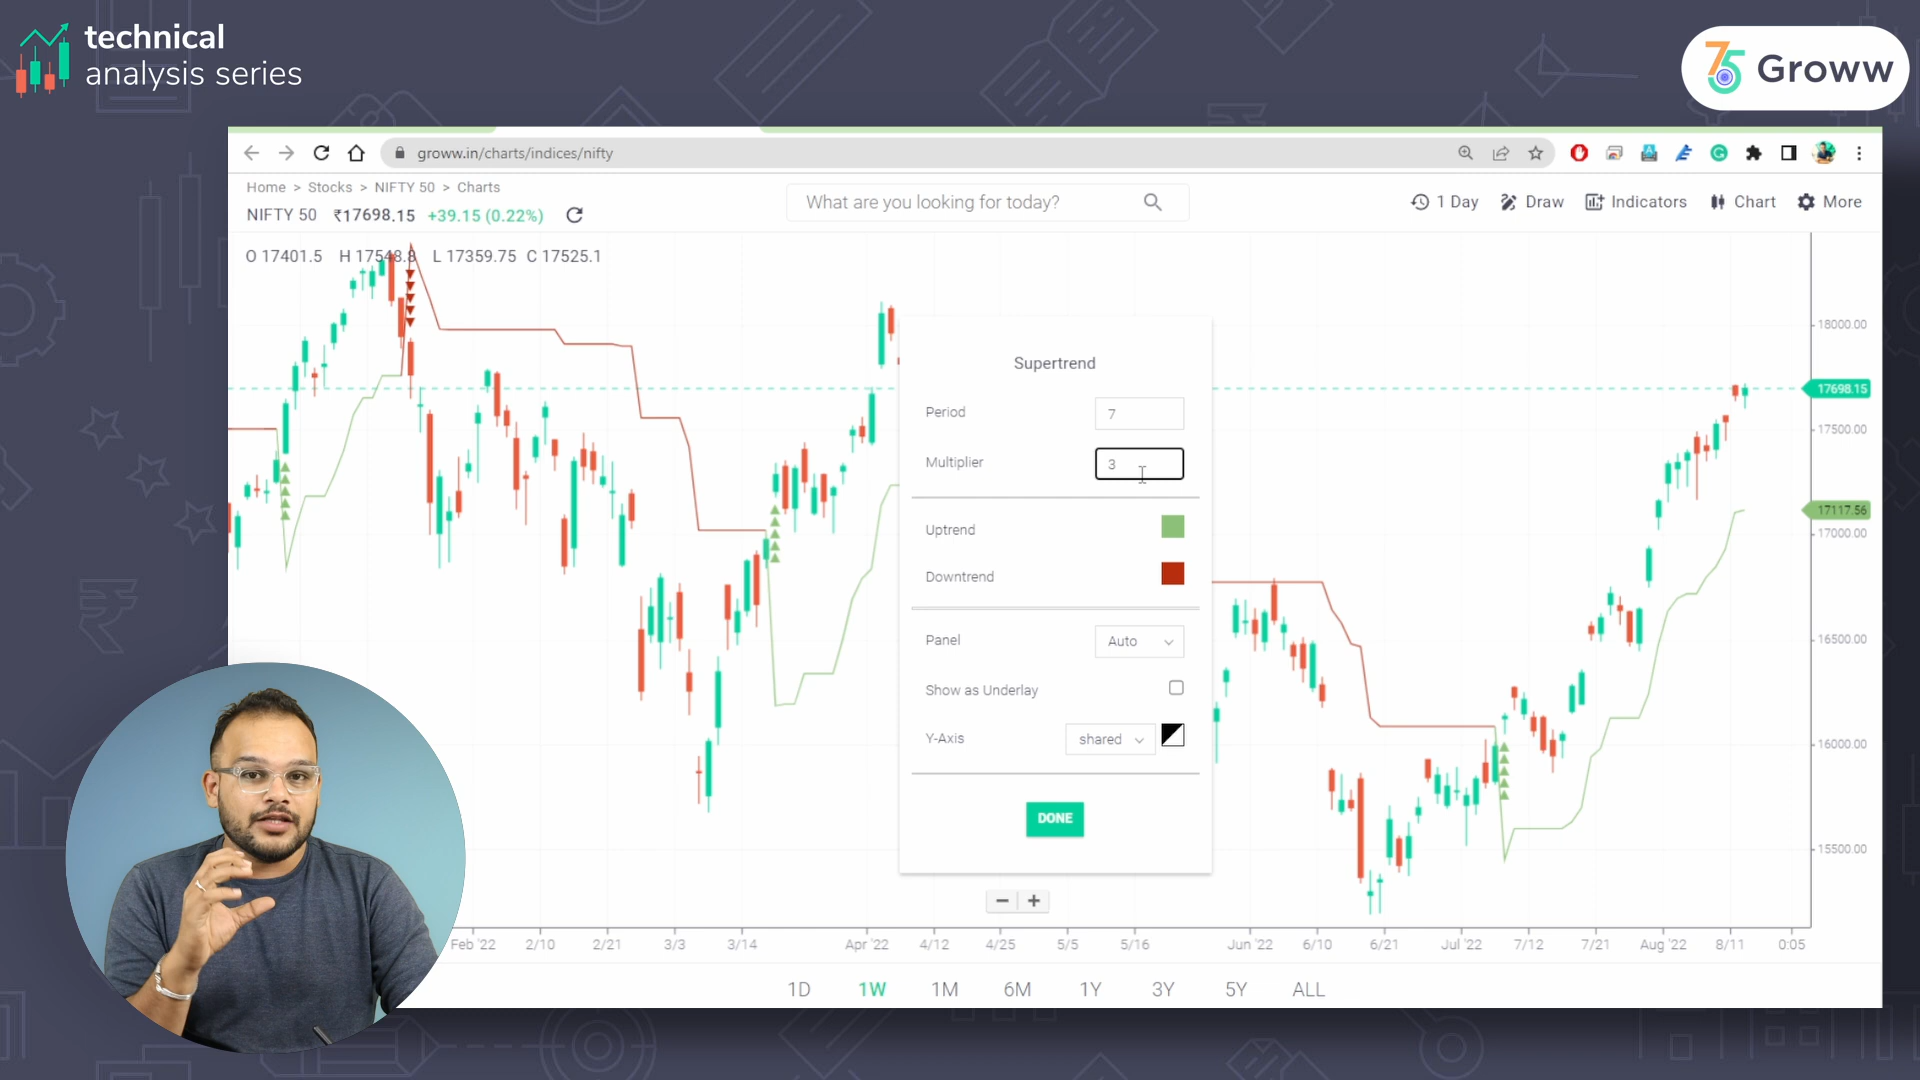 technical
analysis series
75 Groww
groww.in/charts/indices/nifty
Home > Stocks > NIFTY 50 > Charts
NIFTY 50 ₹17698.15 +39.15 (0.22%)
What are you looking for today?
1 Day Draw Indicators Chart More
O 17401.5 H 17548.8 L 17359.75 C 17525.1
18000.00
17698.15
17500.00
17117.56
17000.00
16500.00
16000.00
15500.00
Supertrend
Period 7
Multiplier 3
Uptrend
Downtrend
Panel Auto
Show as Underlay
Y-Axis shared
DONE
− +
Feb '22 2/10 2/21 3/3 3/14 Apr '22 4/12 4/25 5/5 5/16 Jun '22 6/10 6/21 Jul '22 7/12 7/21 Aug '22 8/11 0:05
1D 1W 1M 6M 1Y 3Y 5Y ALL